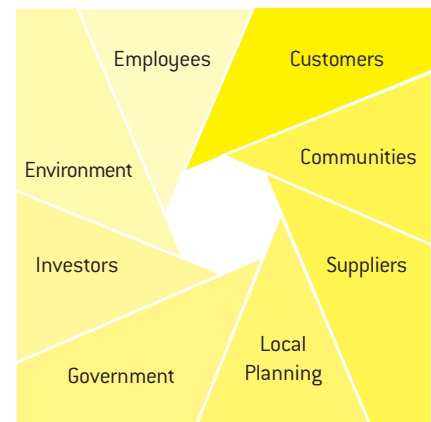 Employees
Customers
Communities
Environment
Investors
Suppliers
Local
Planning
Government